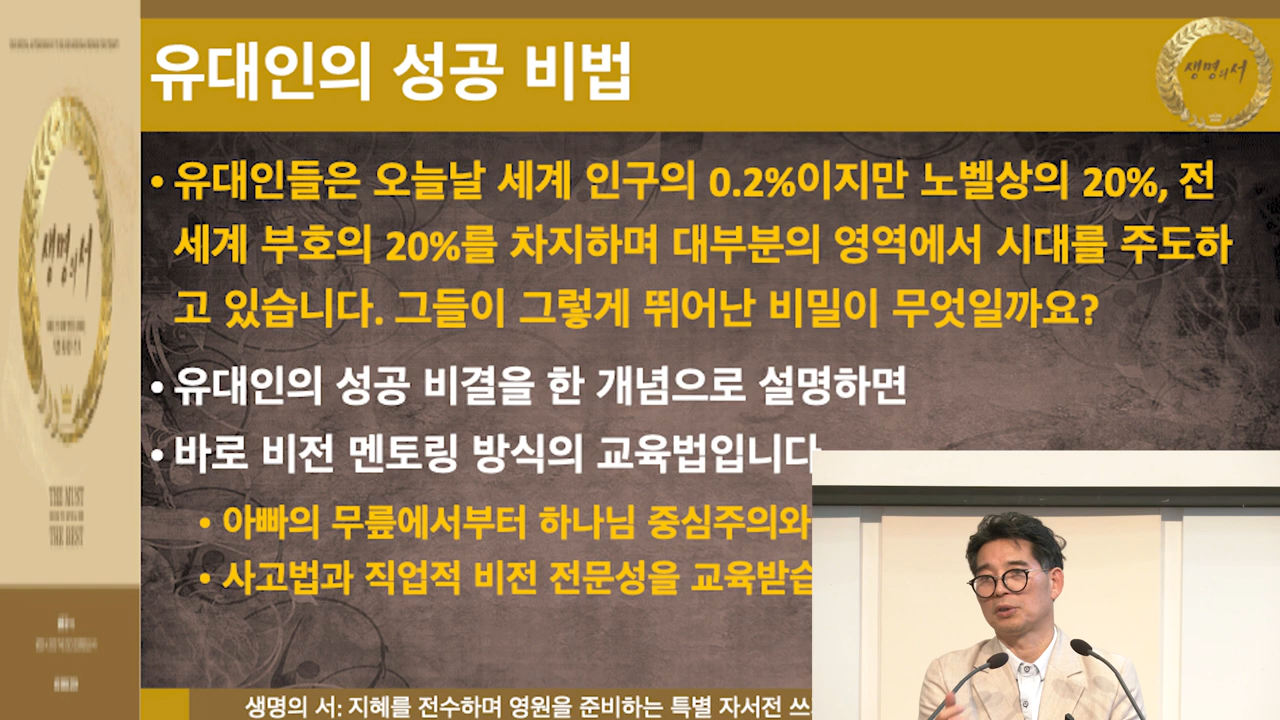 유대인의 성공 비법
생명의서
• 유대인들은 오늘날 세계 인구의 0.2%이지만 노벨상의 20%, 전
세계 부호의 20%를 차지하며 대부분의 영역에서 시대를 주도하
고 있습니다. 그들이 그렇게 뛰어난 비밀이 무엇일까요?
• 유대인의 성공 비결을 한 개념으로 설명하면
• 바로 비전 멘토링 방식의 교육법입니다
• 아빠의 무릎에서부터 하나님 중심주의와
• 사고법과 직업적 비전 전문성을 교육받습
생명의 서: 지혜를 전수하며 영원을 준비하는 특별 자서전 쓰
생명의서
THE MUST
THE BEST